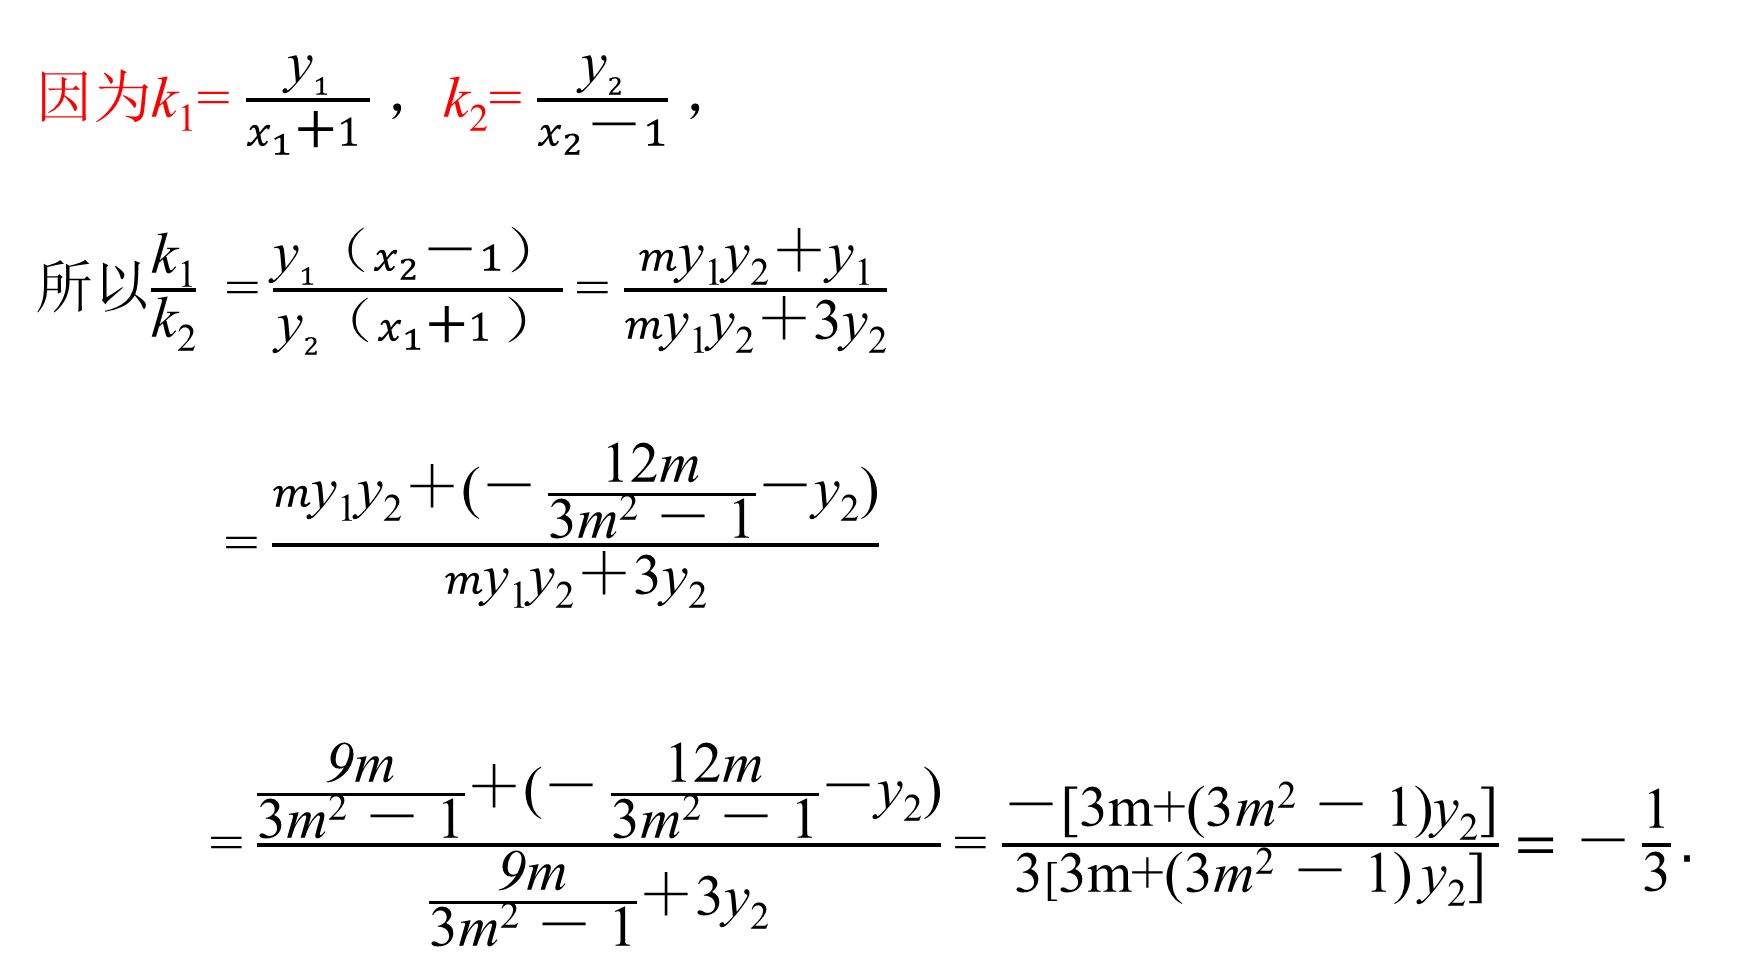 因为k₁=y₁/(x₁+1)，k₂=y₂/(x₂－1)，
所以k₁/k₂=y₁（x₂－1）/y₂（x₁+1）=(my₁y₂＋y₁)/(my₁y₂＋3y₂)
=[my₁y₂＋(－12m/(3m²－1)－y₂)]/(my₁y₂＋3y₂)
=[9m/(3m²－1)＋(－12m/(3m²－1)－y₂)]/[9m/(3m²－1)＋3y₂]=－[3m+(3m²－1)y₂]/3[3m+(3m²－1)y₂]=－1/3.